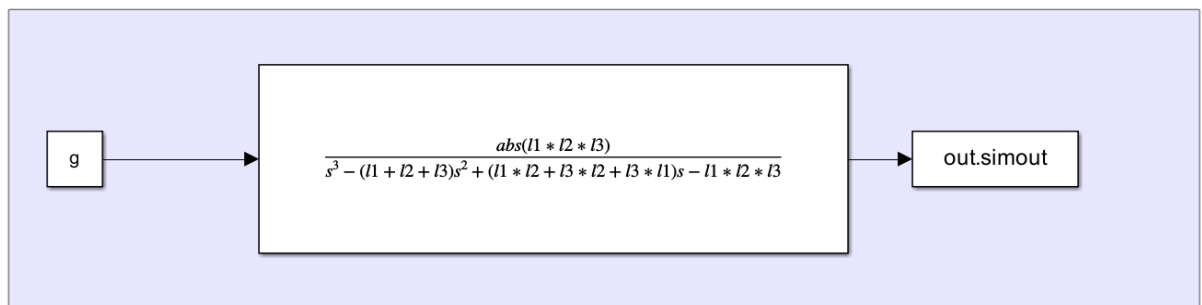 g
abs(l1 * l2 * l3)
s³ − (l1 + l2 + l3)s² + (l1 * l2 + l3 * l2 + l3 * l1)s − l1 * l2 * l3
out.simout